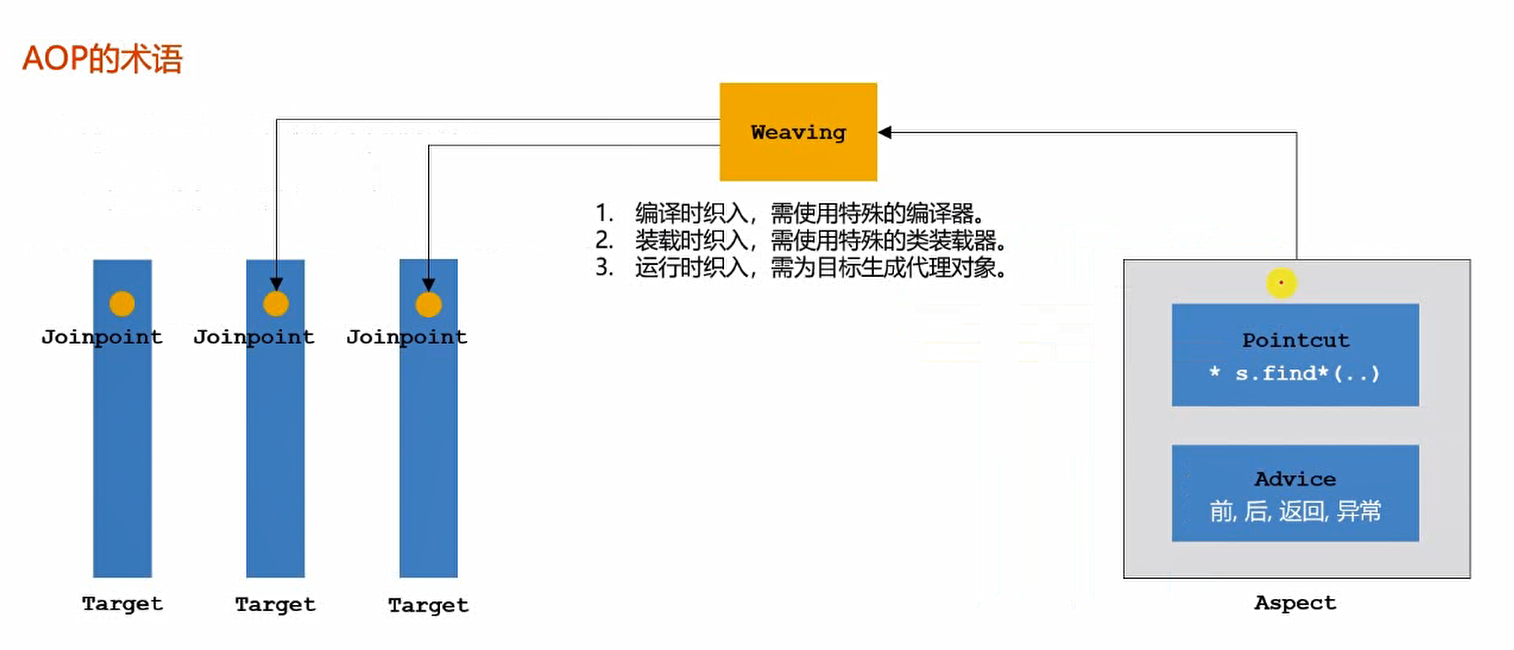 AOP的术语
Weaving
1. 编译时织入，需使用特殊的编译器。
2. 装载时织入，需使用特殊的类装载器。
3. 运行时织入，需为目标生成代理对象。
Joinpoint
Joinpoint
Joinpoint
Target
Target
Target
Pointcut
* s.find*(..)
Advice
前, 后, 返回, 异常
Aspect